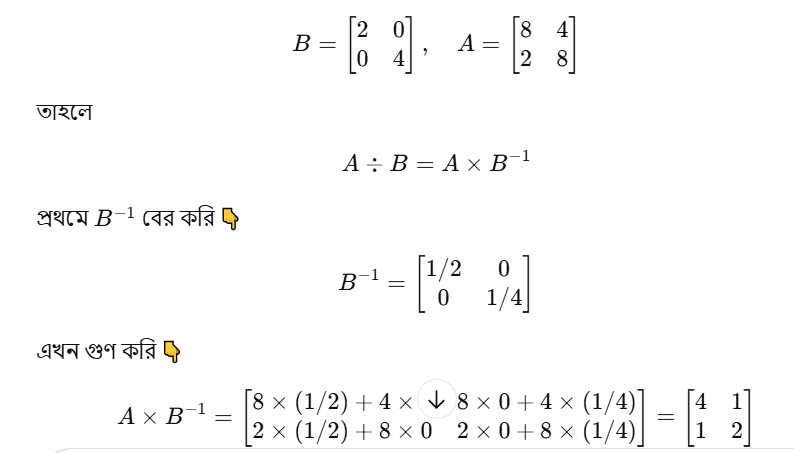 B = [2 0; 0 4], A = [8 4; 2 8]
তাহলে
A ÷ B = A × B⁻¹
প্রথমে B⁻¹ বের করি 👇
B⁻¹ = [1/2 0; 0 1/4]
এখন গুণ করি 👇
A × B⁻¹ = [8 × (1/2) + 4 × 8 × 0 + 4 × (1/4); 2 × (1/2) + 8 × 0 2 × 0 + 8 × (1/4)] = [4 1; 1 2]